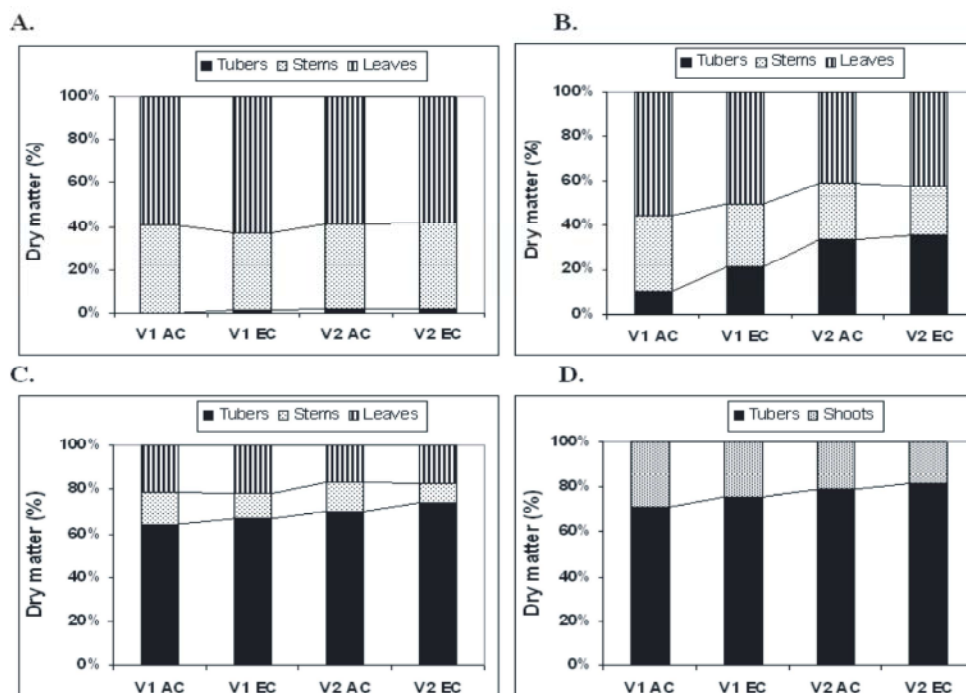 A.
Tubers Stems Leaves
Dry matter (%)
100%
80%
60%
40%
20%
0%
V1 AC V1 EC V2 AC V2 EC
B.
Tubers Stems Leaves
Dry matter (%)
100%
80%
60%
40%
20%
0%
V1 AC V1 EC V2 AC V2 EC
C.
Tubers Stems Leaves
Dry matter (%)
100%
80%
60%
40%
20%
0%
V1 AC V1 EC V2 AC V2 EC
D.
Tubers Shoots
Dry matter (%)
100%
80%
60%
40%
20%
0%
V1 AC V1 EC V2 AC V2 EC